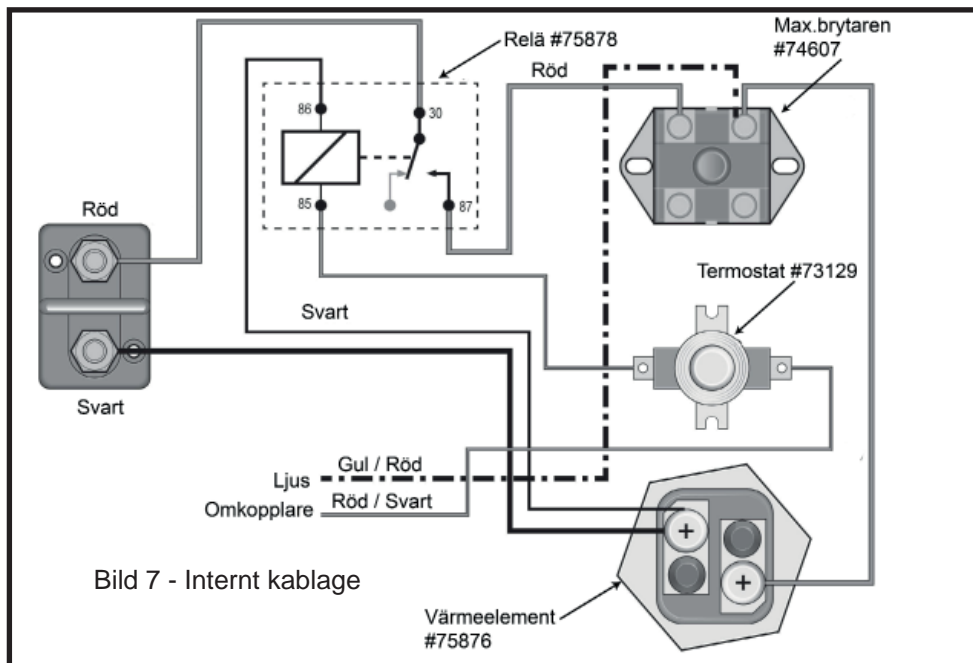 Relä #75878
Max.brytaren
#74607
Röd
86
30
85
87
Röd
Termostat #73129
Svart
Svart
Gul / Röd
Ljus
Omkopplare
Röd / Svart
Bild 7 - Internt kablage
Värmeelement
#75876